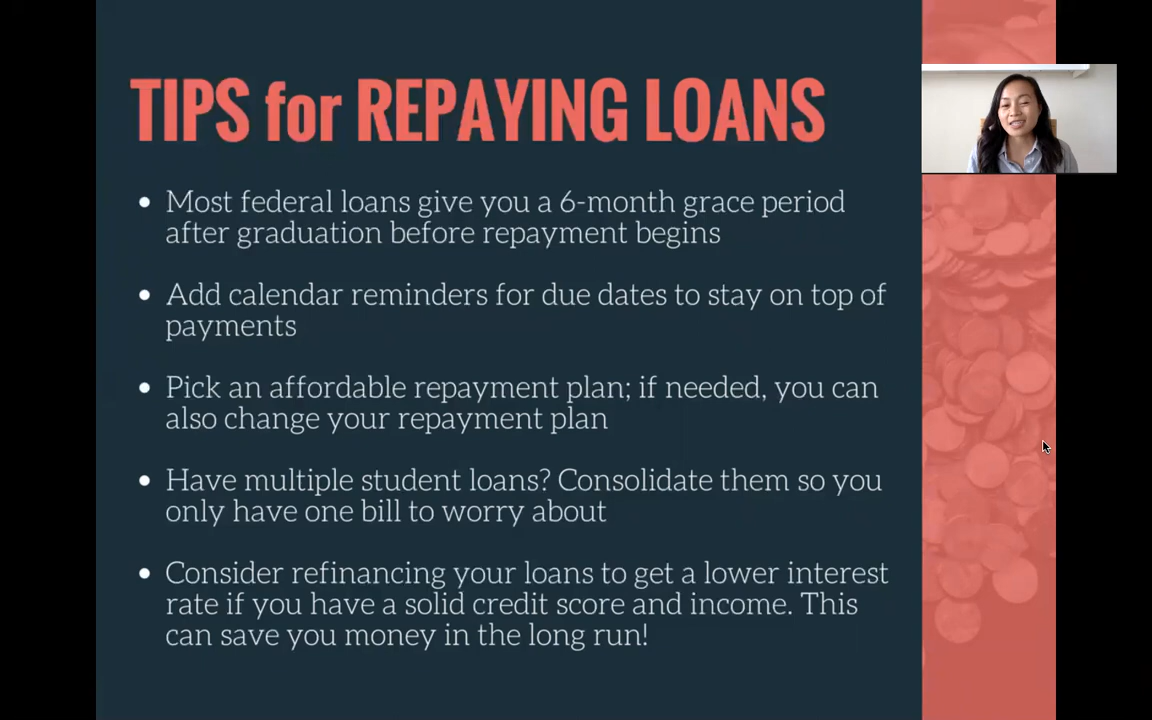 TIPS for REPAYING LOANS
• Most federal loans give you a 6-month grace period
after graduation before repayment begins
• Add calendar reminders for due dates to stay on top of
payments
• Pick an affordable repayment plan; if needed, you can
also change your repayment plan
• Have multiple student loans? Consolidate them so you
only have one bill to worry about
• Consider refinancing your loans to get a lower interest
rate if you have a solid credit score and income. This
can save you money in the long run!